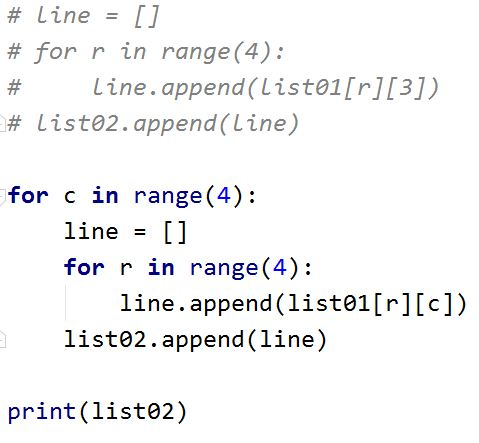 # line = []
# for r in range(4):
#     line.append(list01[r][3])
# list02.append(line)

for c in range(4):
    line = []
    for r in range(4):
        line.append(list01[r][c])
    list02.append(line)

print(list02)